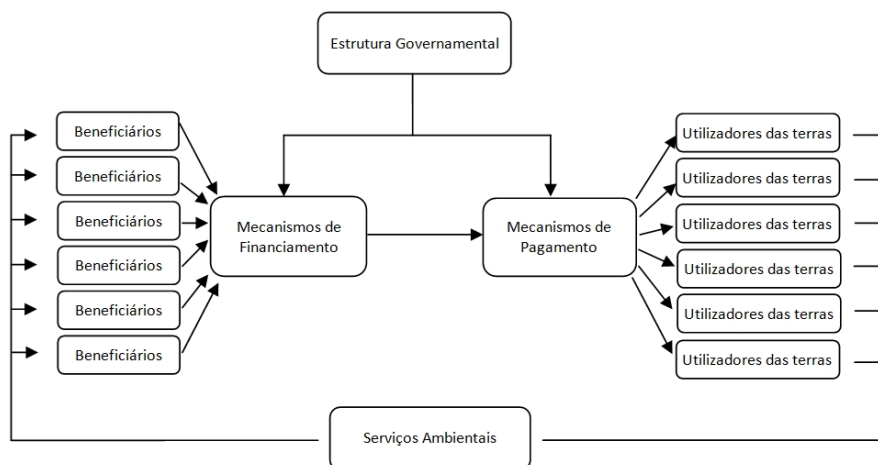 Estrutura Governamental
Beneficiários
Beneficiários
Beneficiários
Beneficiários
Beneficiários
Beneficiários
Mecanismos de
Financiamento
Mecanismos de
Pagamento
Utilizadores das terras
Utilizadores das terras
Utilizadores das terras
Utilizadores das terras
Utilizadores das terras
Utilizadores das terras
Serviços Ambientais